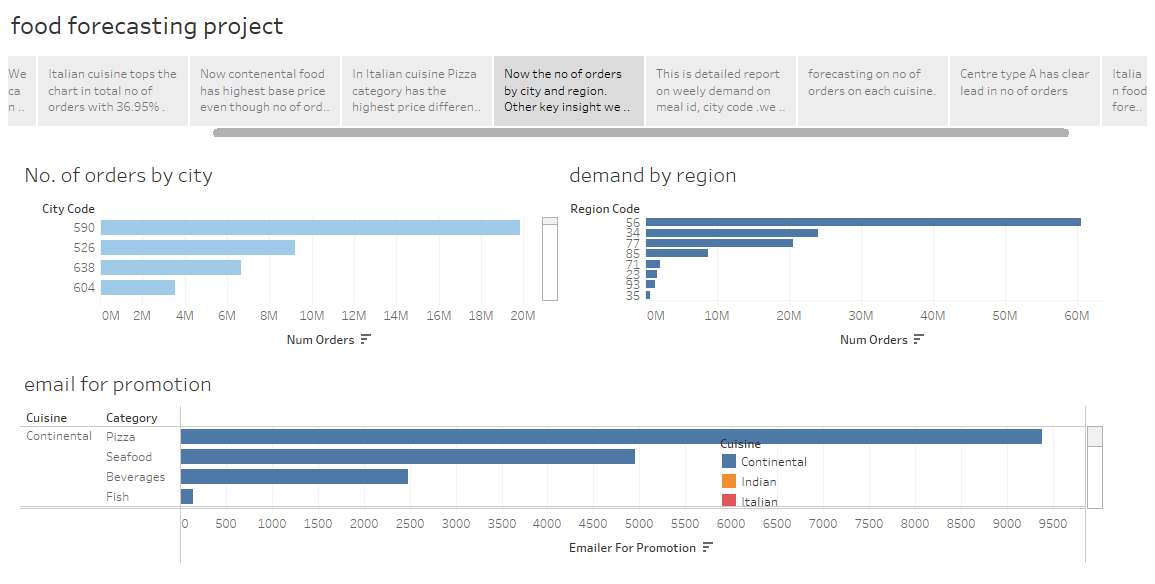 food forecasting project
We
ca
n ..
Italian cuisine tops the
chart in total no of
orders with 36.95% .
Now contenental food
has highest base price
even though no of ord..
In Italian cuisine Pizza
category has the
highest price differen..
Now the no of orders
by city and region.
Other key insight we ..
This is detailed report
on weely demand on
meal id, city code .we ..
forecasting on no of
orders on each cuisine.
Centre type A has clear
lead in no of orders
Italia
n food
fore..
No. of orders by city
City Code
590
526
638
604
0M 2M 4M 6M 8M 10M 12M 14M 16M 18M 20M
Num Orders
demand by region
Region Code
56
34
77
85
71
23
93
35
0M 10M 20M 30M 40M 50M 60M
Num Orders
email for promotion
Cuisine Category
Continental Pizza
Seafood
Beverages
Fish
Cuisine
Continental
Indian
Italian
0 500 1000 1500 2000 2500 3000 3500 4000 4500 5000 5500 6000 6500 7000 7500 8000 8500 9000 9500
Emailer For Promotion